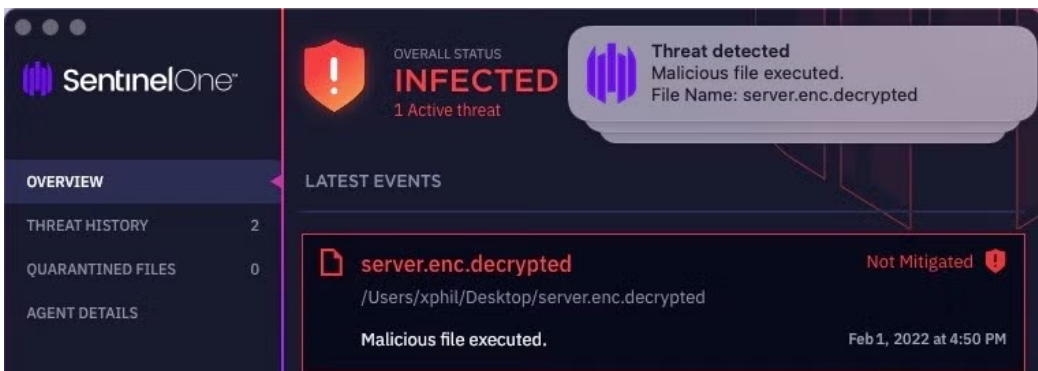 SentinelOne™
OVERVIEW
THREAT HISTORY 2
QUARANTINED FILES 0
AGENT DETAILS
OVERALL STATUS
INFECTED
1 Active threat
Threat detected
Malicious file executed.
File Name: server.enc.decrypted
LATEST EVENTS
server.enc.decrypted
Not Mitigated
/Users/xphil/Desktop/server.enc.decrypted
Malicious file executed.
Feb 1, 2022 at 4:50 PM